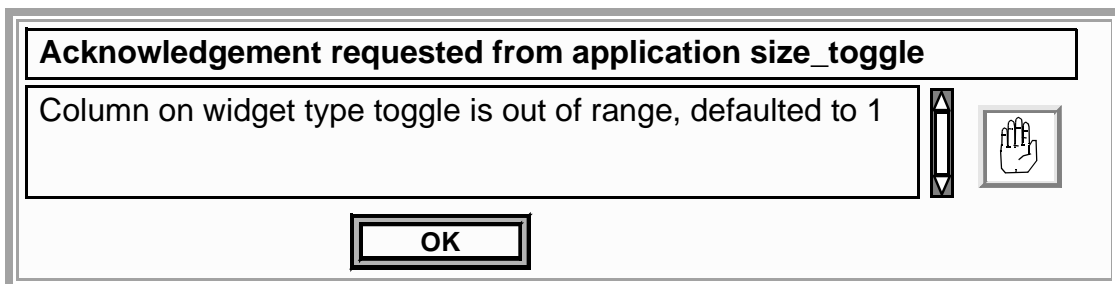 Acknowledgement requested from application size_toggle
Column on widget type toggle is out of range, defaulted to 1
OK